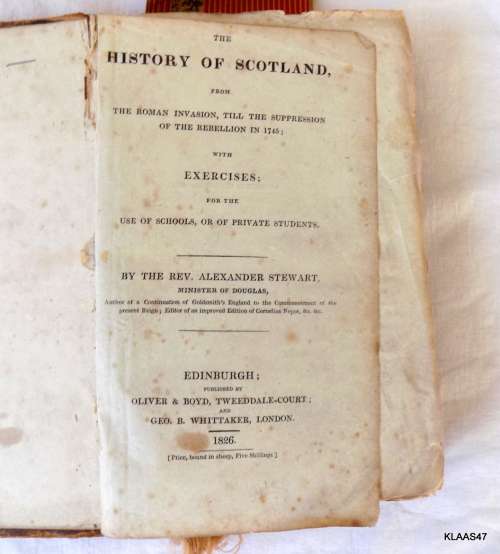 THE
HISTORY OF SCOTLAND,
FROM
THE ROMAN INVASION, TILL THE SUPPRESSION
OF THE REBELLION IN 1745;
WITH
EXERCISES;
FOR THE
USE OF SCHOOLS, OR OF PRIVATE STUDENTS.
BY THE REV. ALEXANDER STEWART,
MINISTER OF DOUGLAS,
Author of a Continuation of Goldsmith's England to the Commencement of the
present Reign; Editor of an improved Edition of Cornelius Nepos, &c. &c.
EDINBURGH;
PUBLISHED BY
OLIVER & BOYD, TWEEDDALE-COURT;
AND
GEO. B. WHITTAKER, LONDON.
1826.
[Price, bound in sheep, Five Shillings]
KLAAS47